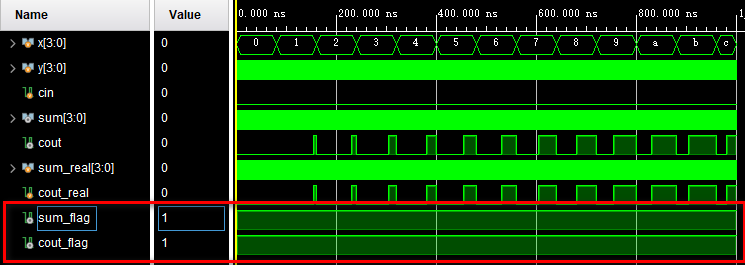 Name Value
0.000 ns 200.000 ns 400.000 ns 600.000 ns 800.000 ns 1
x[3:0] 0 0 1 2 3 4 5 6 7 8 9 a b c
y[3:0] 0
cin 0
sum[3:0] 0
cout 0
sum_real[3:0] 0
cout_real 0
sum_flag 1
cout_flag 1